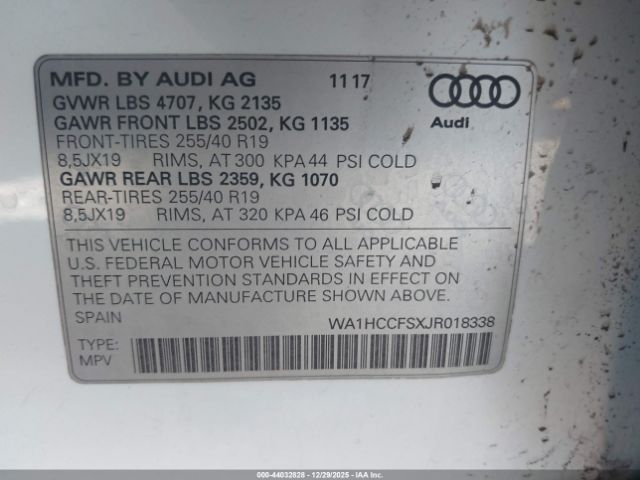 MFD. BY AUDI AG 11 17
GVWR LBS 4707, KG 2135
GAWR FRONT LBS 2502, KG 1135
Audi
FRONT-TIRES 255/40 R19
8,5JX19 RIMS, AT 300 KPA 44 PSI COLD
GAWR REAR LBS 2359, KG 1070
REAR-TIRES 255/40 R19
8,5JX19 RIMS, AT 320 KPA 46 PSI COLD
THIS VEHICLE CONFORMS TO ALL APPLICABLE
U.S. FEDERAL MOTOR VEHICLE SAFETY AND
THEFT PREVENTION STANDARDS IN EFFECT ON
THE DATE OF MANUFACTURE SHOWN ABOVE.
SPAIN WA1HCCFSXJR018338
TYPE:
MPV
000-44032828 - 12/29/2025 - IAAI.COM